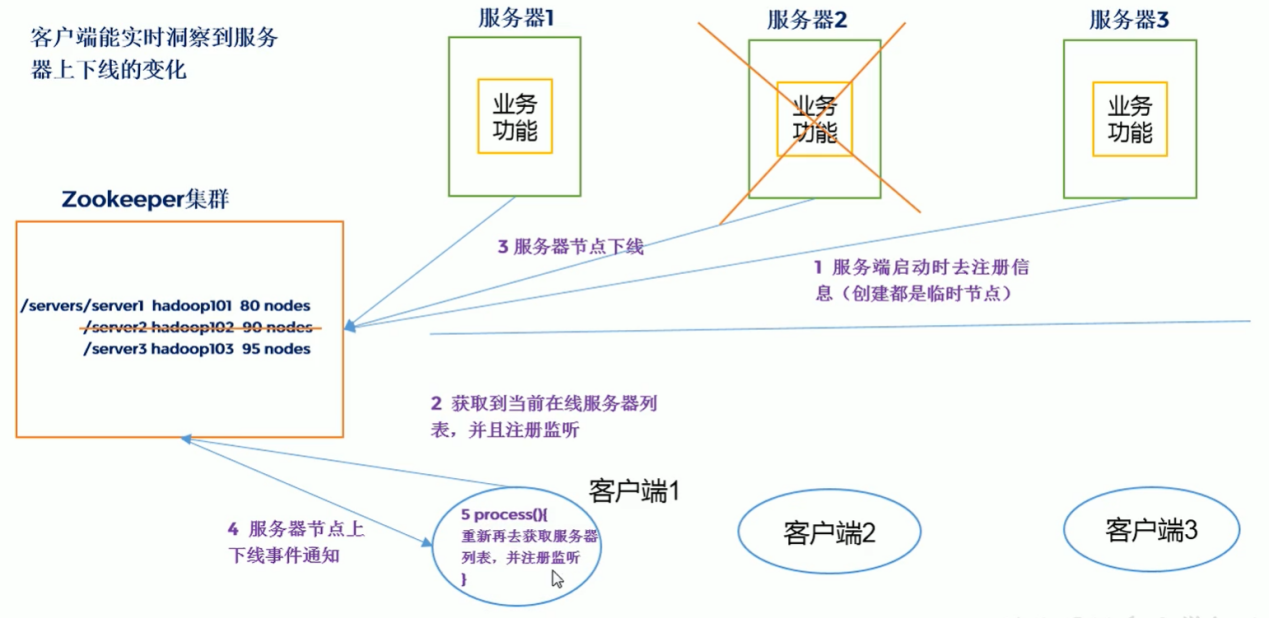 客户端能实时洞察到服务
器上下线的变化
服务器1
服务器2
服务器3
业务
功能
业务
功能
业务
功能
Zookeeper集群
/servers/server1 hadoop101 80 nodes
/server2 hadoop102 90 nodes
/server3 hadoop103 95 nodes
3 服务器节点下线
1 服务端启动时去注册信
息（创建都是临时节点）
2 获取到当前在线服务器列
表，并且注册监听
4 服务器节点上
下线事件通知
客户端1
5 process(){
重新再去获取服务器
列表，并注册监听
}
客户端2
客户端3